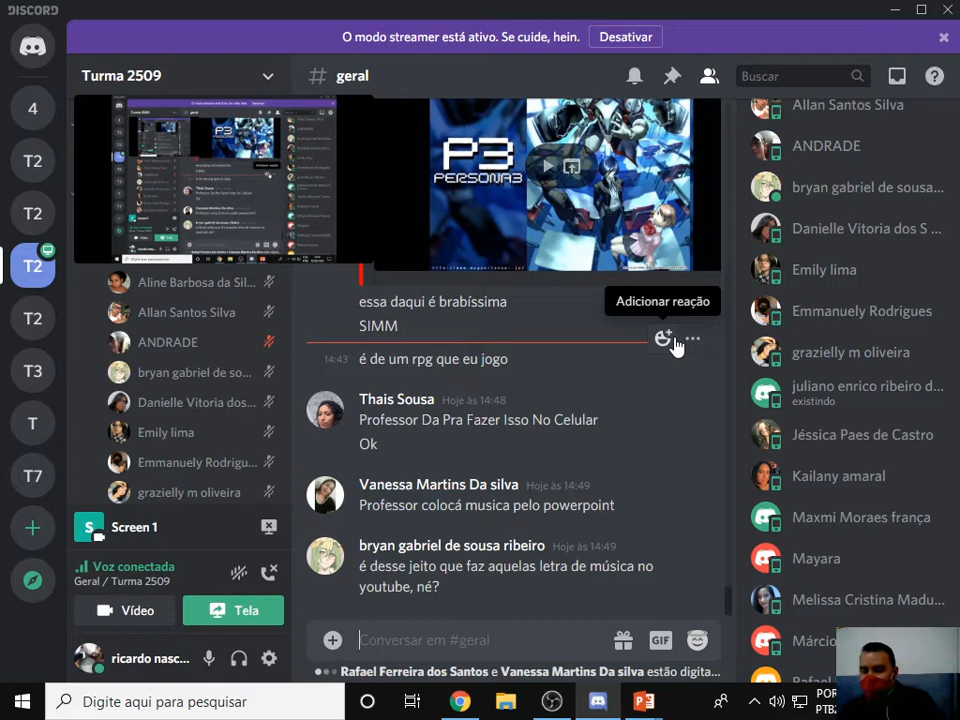 DISCORD
O modo streamer está ativo. Se cuide, hein.
Desativar
Turma 2509
geral
Buscar
4
T2
T2
T2
T2
T3
T
T7
P3
PERSONA3
Aline Barbosa da Sil...
Allan Santos Silva
ANDRADE
bryan gabriel de so...
Danielle Vitoria dos...
Emily lima
Emmanuely Rodrigu...
grazielly m oliveira
S
Screen 1
Voz conectada
Geral / Turma 2509
Vídeo
Tela
ricardo nasc...
essa daqui é brabíssima
SIMM
Adicionar reação
14:43
é de um rpg que eu jogo
Thais Sousa Hoje às 14:48
Professor Da Pra Fazer Isso No Celular
Ok
Vanessa Martins Da silva Hoje às 14:49
Professor colocá musica pelo powerpoint
bryan gabriel de sousa ribeiro Hoje às 14:49
é desse jeito que faz aquelas letra de música no
youtube, né?
Conversar em #geral
GIF
Rafael Ferreira dos Santos e Vanessa Martins Da silva estão digita...
Allan Santos Silva
ANDRADE
bryan gabriel de sousa...
Danielle Vitoria dos S ...
Emily lima
Emmanuely Rodrigues
grazielly m oliveira
juliano enrico ribeiro d...
existindo
Jéssica Paes de Castro
Kailany amaral
Maxmi Moraes frança
Mayara
Melissa Cristina Madu...
Márcio
Rafael
Digite aqui para pesquisar
POR
PTB2